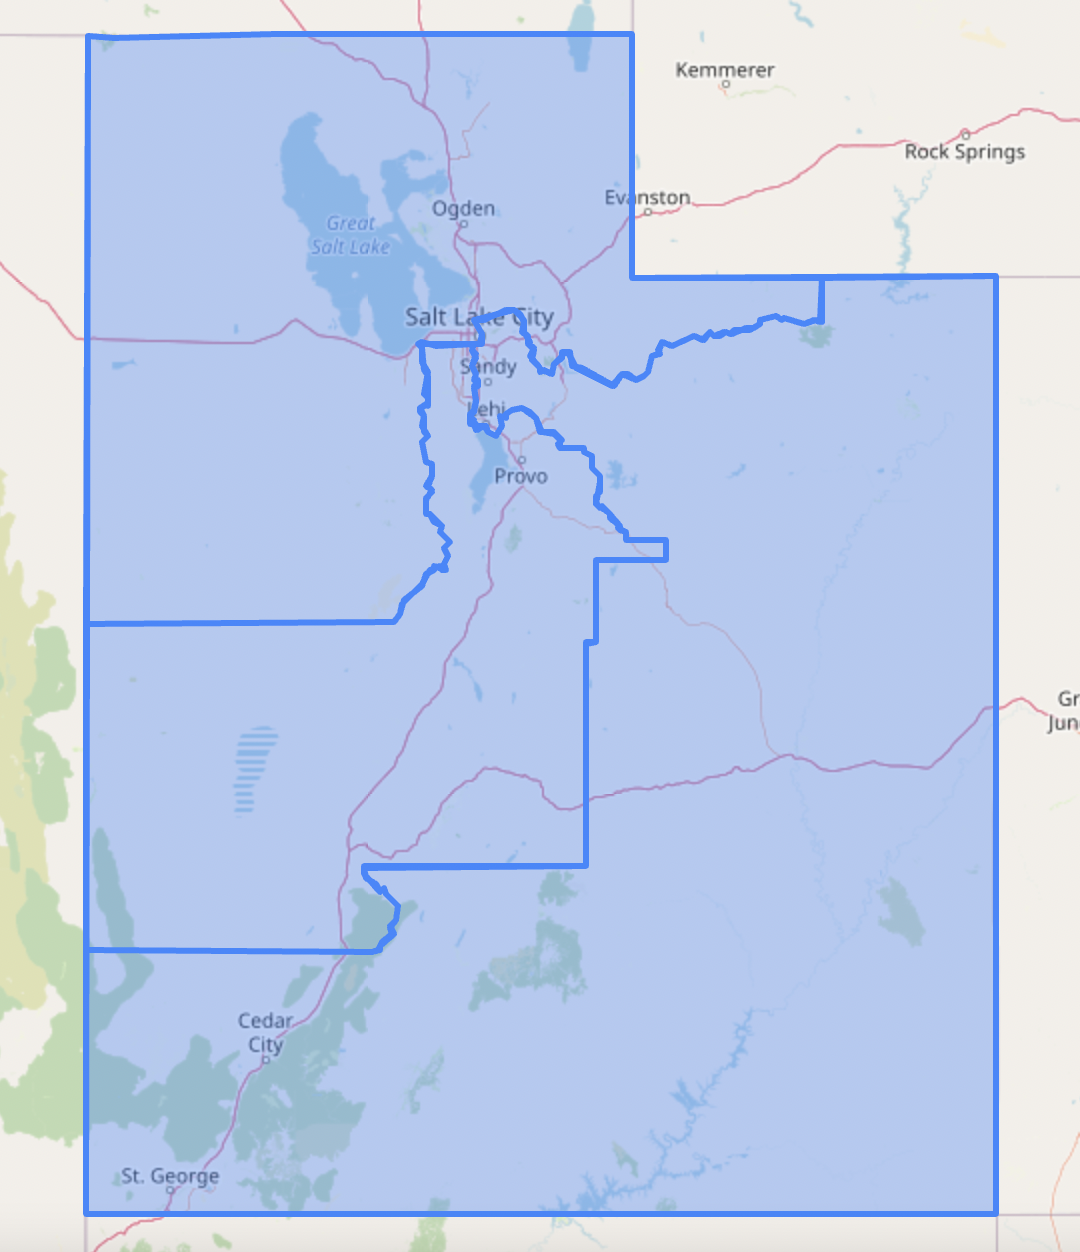 Kemmerer
Rock Springs
Evanston
Ogden
Great
Salt Lake
Salt Lake City
Sandy
Lehi
Provo
Gr
Jun
Cedar
City
St. George